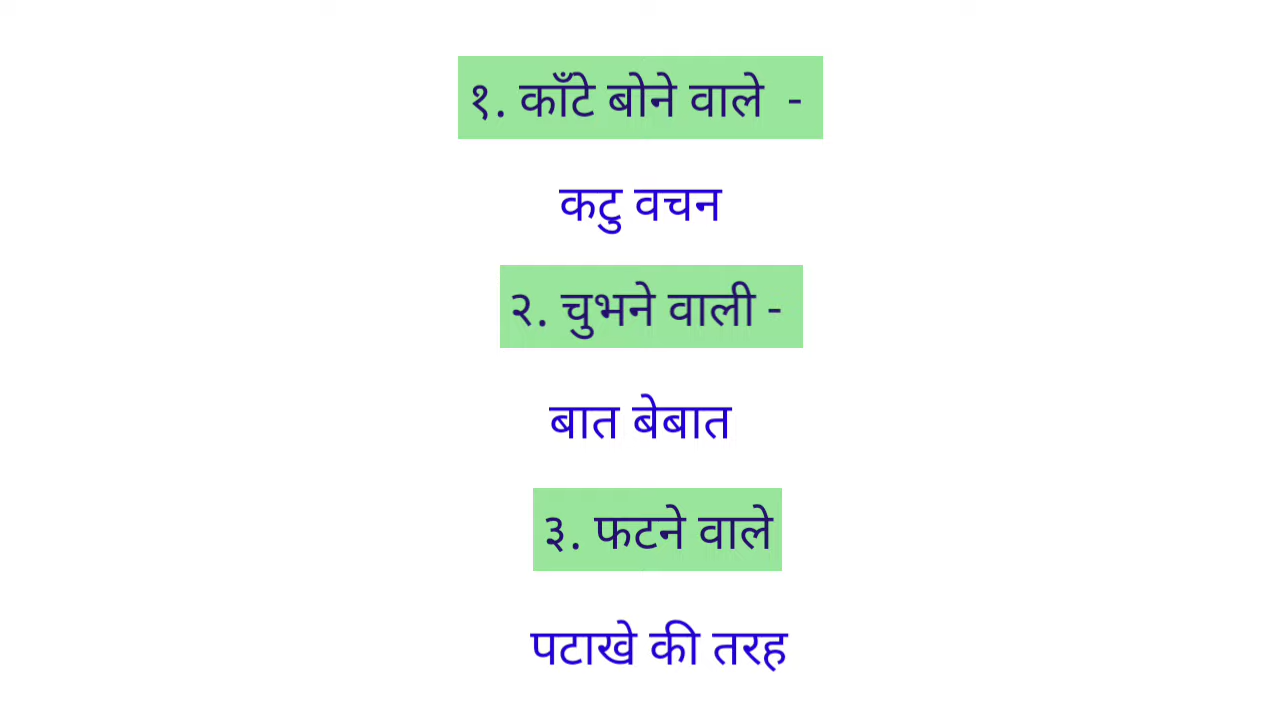 १. काँटे बोने वाले -
कटु वचन
२. चुभने वाली -
बात बेबात
३. फटने वाले
पटाखे की तरह